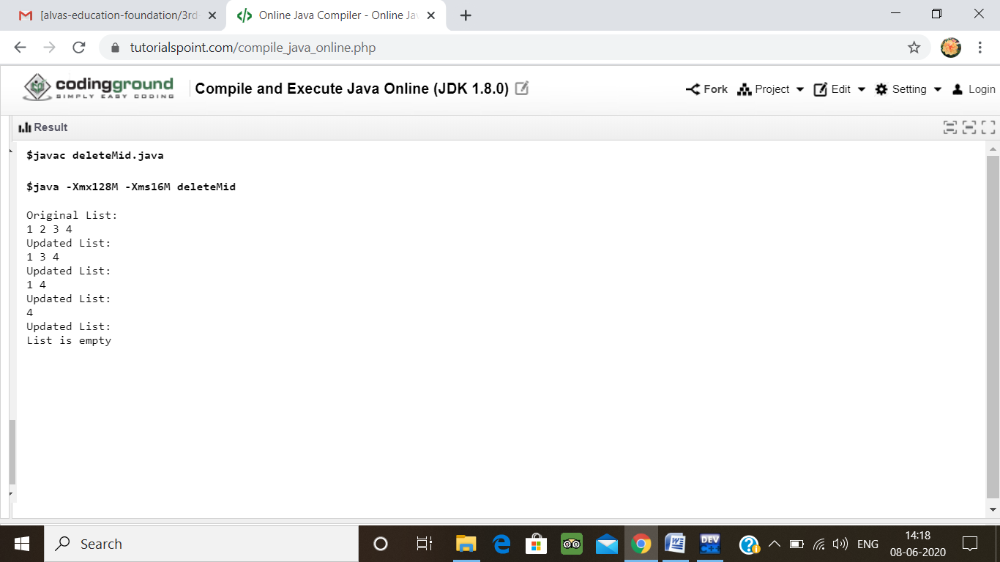 [alvas-education-foundation/3rd
Online Java Compiler - Online Jav
tutorialspoint.com/compile_java_online.php
codingground
SIMPLY EASY CODING
Compile and Execute Java Online (JDK 1.8.0)
Fork
Project
Edit
Setting
Login
Result
$javac deleteMid.java
$java -Xmx128M -Xms16M deleteMid
Original List:
1 2 3 4
Updated List:
1 3 4
Updated List:
1 4
Updated List:
4
Updated List:
List is empty
Search
DEV
C++
ENG
14:18
08-06-2020